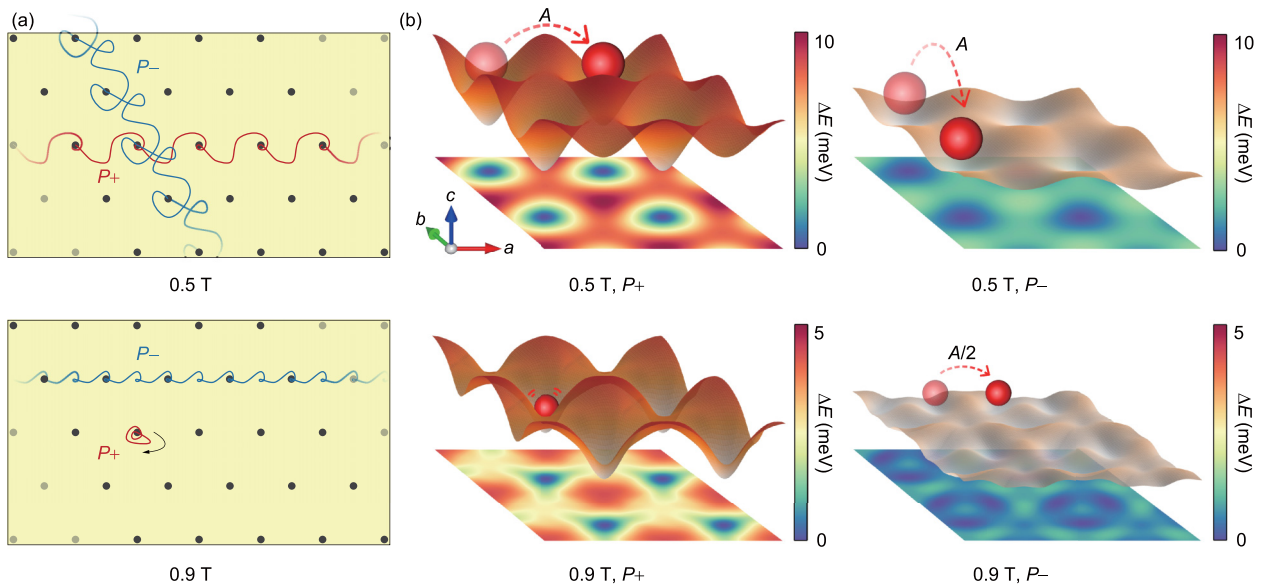 (a)
P−
P+
0.5 T
P−
P+
0.9 T
(b)
A
10
ΔE (meV)
0
c
b
a
0.5 T, P+
A
10
ΔE (meV)
0
0.5 T, P−
5
ΔE (meV)
0
0.9 T, P+
A/2
5
ΔE (meV)
0
0.9 T, P−